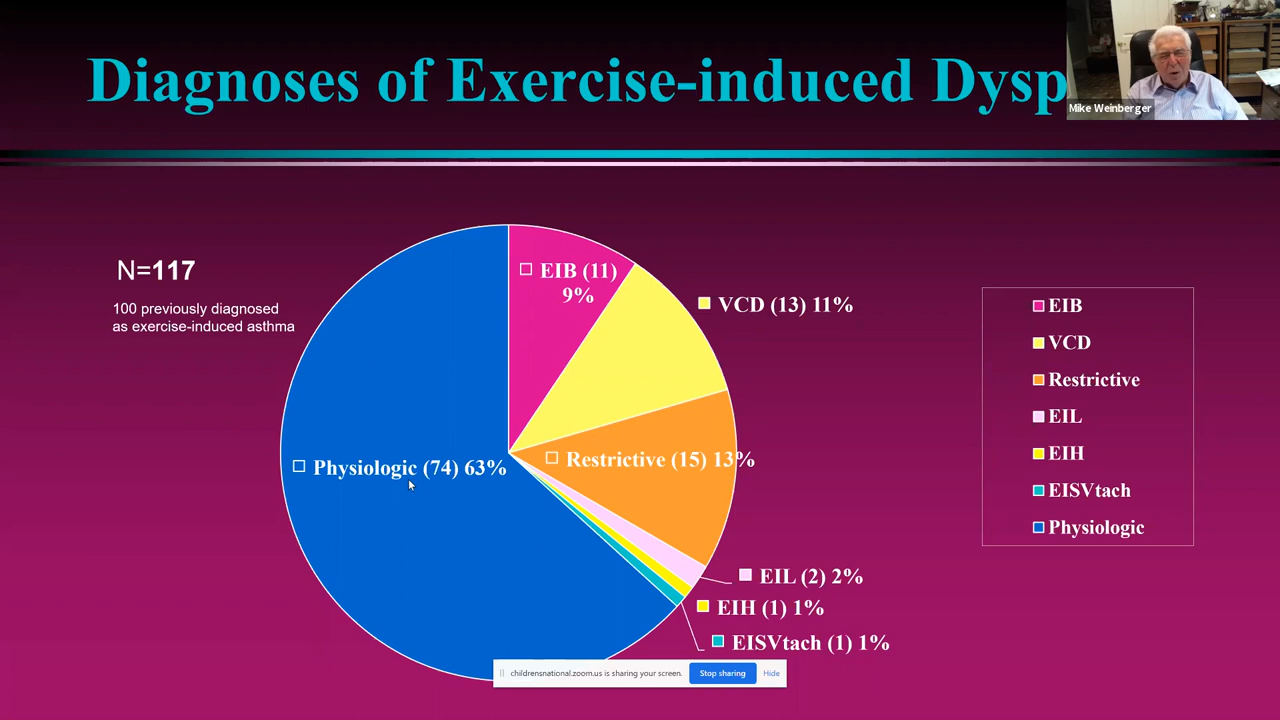 Diagnoses of Exercise-induced Dysp
Mike Weinberger
N=117
100 previously diagnosed
as exercise-induced asthma
EIB (11)
9%
VCD (13) 11%
Restrictive (15) 13%
Physiologic (74) 63%
EIL (2) 2%
EIH (1) 1%
EISVtach (1) 1%
EIB
VCD
Restrictive
EIL
EIH
EISVtach
Physiologic
childrensnational.zoom.us is sharing your screen.
Stop sharing
Hide